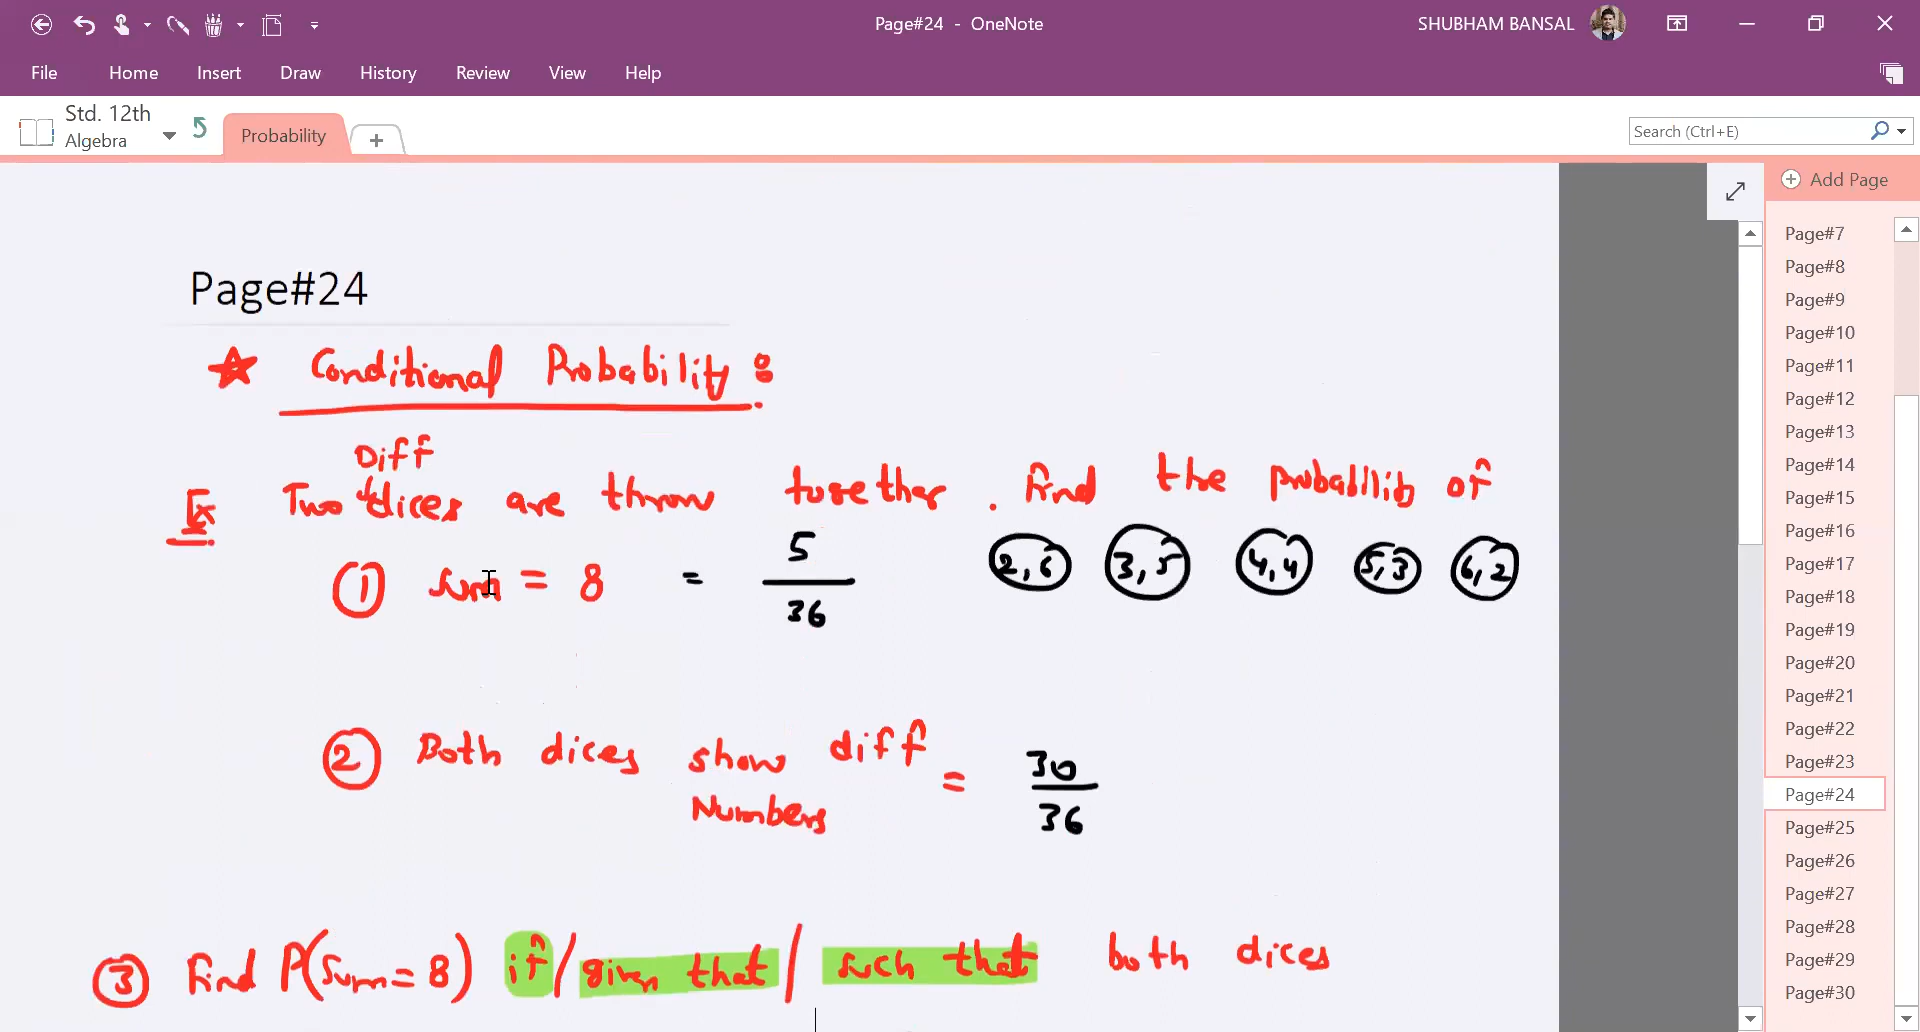 Page#24 - OneNote
SHUBHAM BANSAL
File Home Insert Draw History Review View Help
Std. 12th
Algebra
Probability
Search (Ctrl+E)
Add Page
Page#7
Page#8
Page#9
Page#10
Page#11
Page#12
Page#13
Page#14
Page#15
Page#16
Page#17
Page#18
Page#19
Page#20
Page#21
Page#22
Page#23
Page#24
Page#25
Page#26
Page#27
Page#28
Page#29
Page#30
Page#24
Conditional Probability :
Diff
Ex Two dices are throw together . find the probability of
① sum = 8 = 5/36 2,6 3,5 4,4 5,3 6,2
② Both dices show diff
Numbers = 30/36
③ find P(sum=8) if/given that/such that both dices